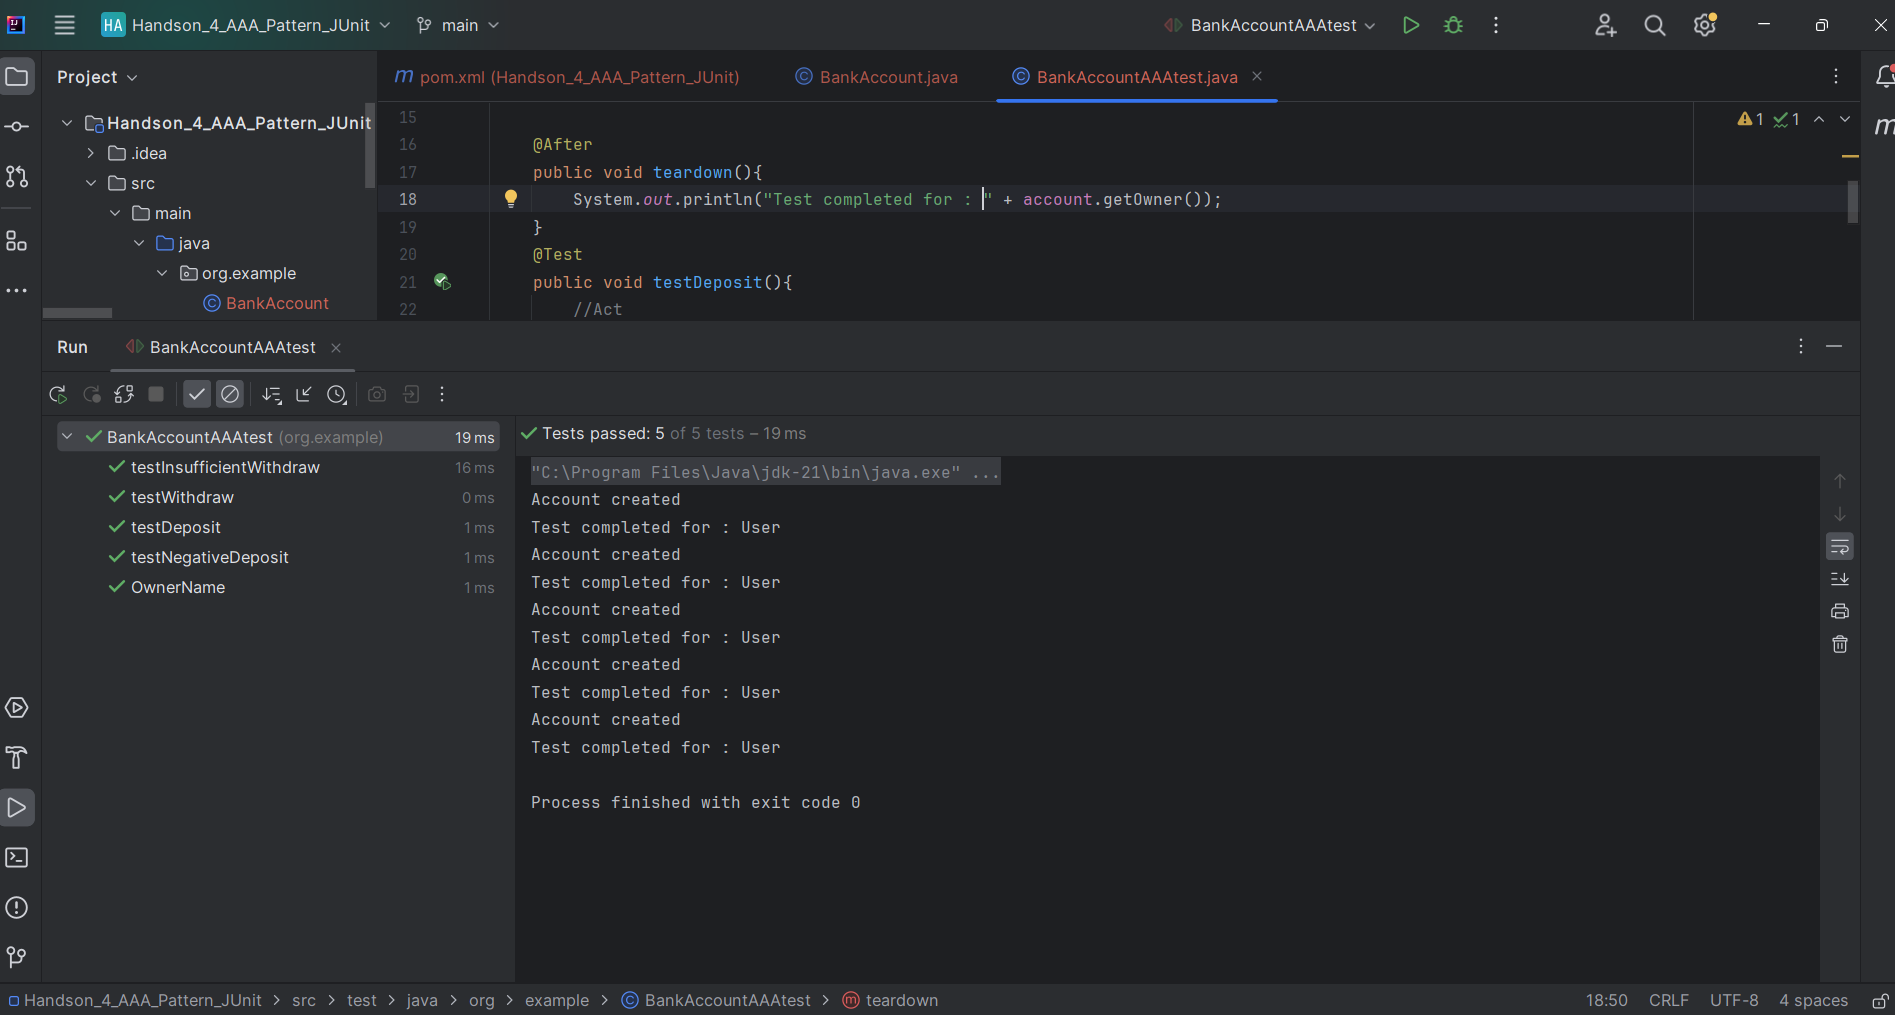 HA Handson_4_AAA_Pattern_JUnit main BankAccountAAAtest
Project
Handson_4_AAA_Pattern_JUnit
.idea
src
main
java
org.example
BankAccount
pom.xml (Handson_4_AAA_Pattern_JUnit) BankAccount.java BankAccountAAAtest.java
1 1
15
16 @After
17 public void teardown(){
18 System.out.println("Test completed for : " + account.getOwner());
19 }
20 @Test
21 public void testDeposit(){
22 //Act
Run BankAccountAAAtest
BankAccountAAAtest (org.example) 19 ms
testInsufficientWithdraw 16 ms
testWithdraw 0 ms
testDeposit 1 ms
testNegativeDeposit 1 ms
OwnerName 1 ms
Tests passed: 5 of 5 tests – 19 ms
"C:\Program Files\Java\jdk-21\bin\java.exe" ...
Account created
Test completed for : User
Account created
Test completed for : User
Account created
Test completed for : User
Account created
Test completed for : User
Account created
Test completed for : User
Process finished with exit code 0
Handson_4_AAA_Pattern_JUnit > src > test > java > org > example > BankAccountAAAtest > teardown 18:50 CRLF UTF-8 4 spaces